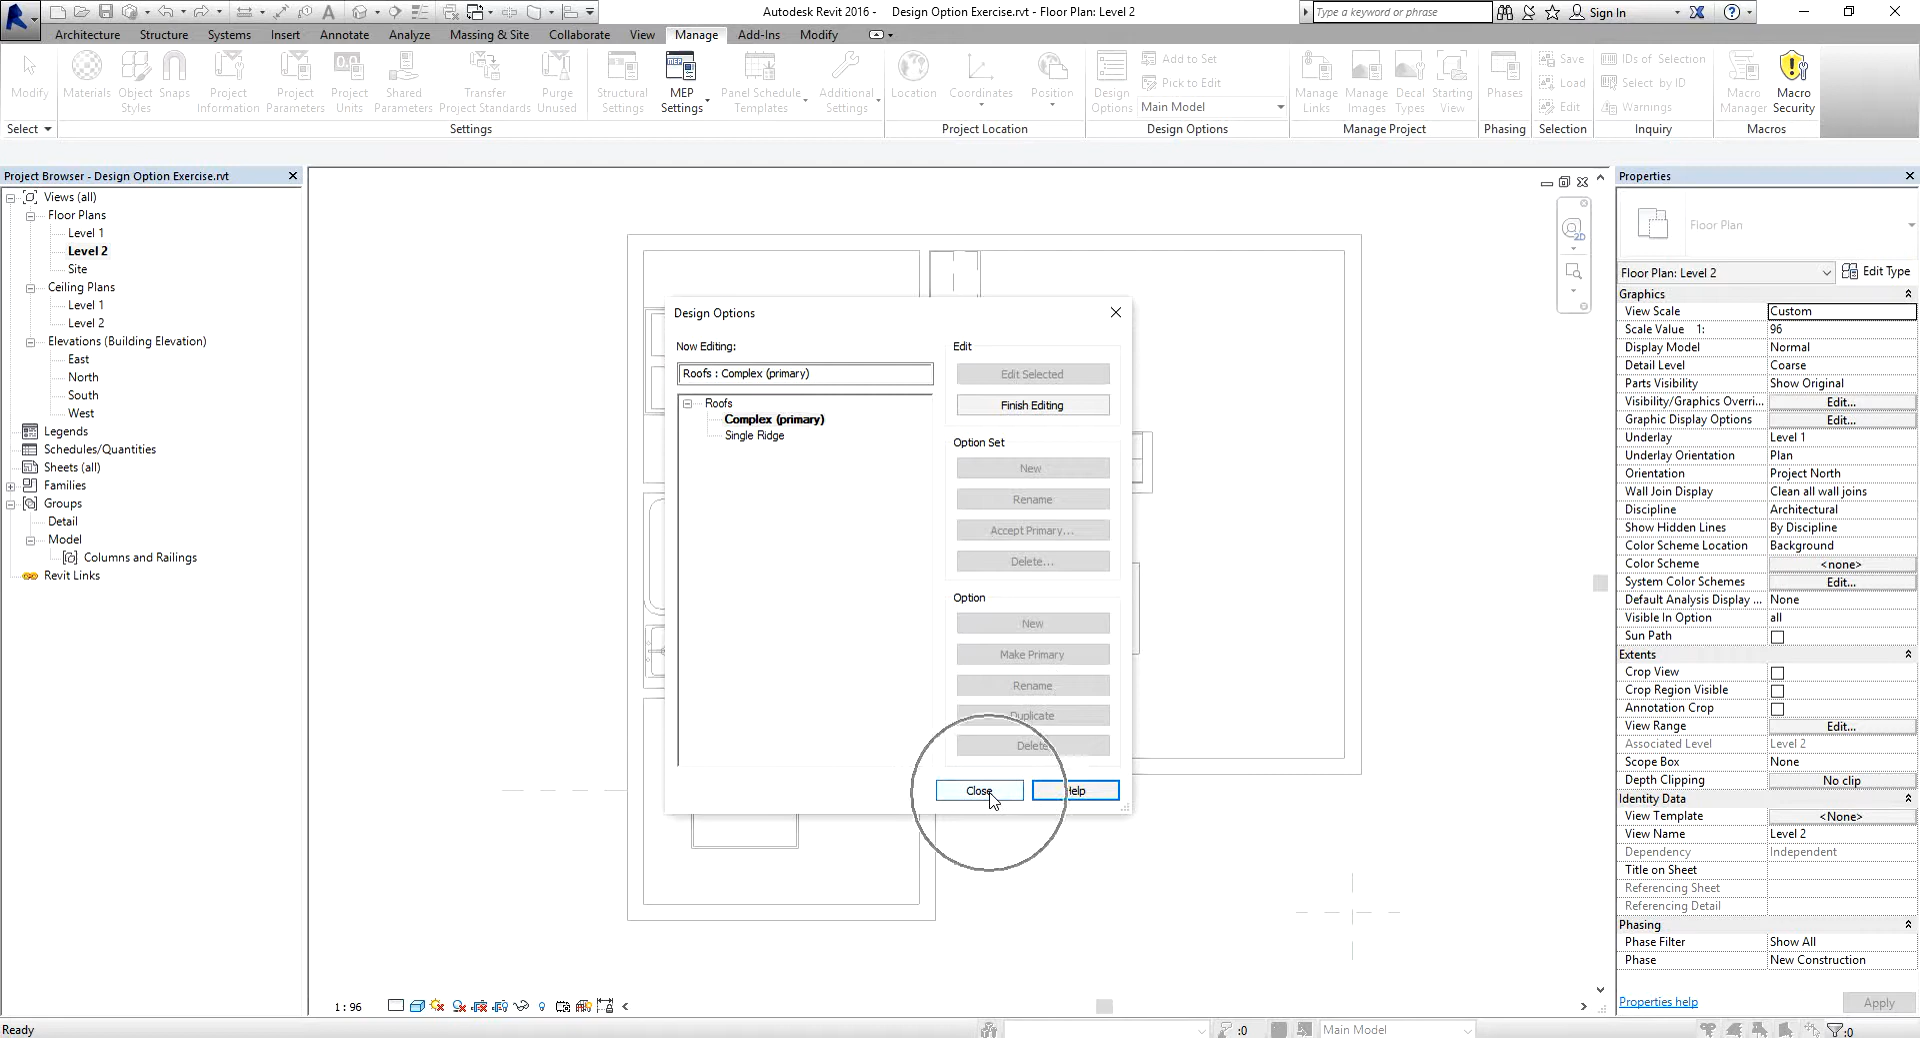 Autodesk Revit 2016 - Design Option Exercise.rvt - Floor Plan: Level 2
Type a keyword or phrase
Sign In
Architecture Structure Systems Insert Annotate Analyze Massing & Site Collaborate View Manage Add-Ins Modify
Modify
Materials
Object Styles
Snaps
Project Information
Project Parameters
Project Units
Shared Parameters
Transfer Project Standards
Purge Unused
Structural Settings
MEP Settings
Panel Schedule Templates
Additional Settings
Location
Coordinates
Position
Design Options
Add to Set
Pick to Edit
Main Model
Manage Links
Manage Images
Decal Types
Starting View
Phases
Save
Load
Edit
IDs of Selection
Select by ID
Warnings
Macro Manager
Macro Security
Select
Settings
Project Location
Design Options
Manage Project
Phasing
Selection
Inquiry
Macros
Project Browser - Design Option Exercise.rvt
Views (all)
Floor Plans
Level 1
Level 2
Site
Ceiling Plans
Level 1
Level 2
Elevations (Building Elevation)
East
North
South
West
Legends
Schedules/Quantities
Sheets (all)
Families
Groups
Detail
Model
Columns and Railings
Revit Links
2D
Design Options
Now Editing:
Roofs : Complex (primary)
Roofs
Complex (primary)
Single Ridge
Edit
Edit Selected
Finish Editing
Option Set
New
Rename
Accept Primary...
Delete...
Option
New
Make Primary
Rename
Duplicate
Delete
Close
Help
Properties
Floor Plan
Floor Plan: Level 2
Edit Type
Graphics
View Scale Custom
Scale Value 1: 96
Display Model Normal
Detail Level Coarse
Parts Visibility Show Original
Visibility/Graphics Overri... Edit...
Graphic Display Options Edit...
Underlay Level 1
Underlay Orientation Plan
Orientation Project North
Wall Join Display Clean all wall joins
Discipline Architectural
Show Hidden Lines By Discipline
Color Scheme Location Background
Color Scheme <none>
System Color Schemes Edit...
Default Analysis Display ... None
Visible In Option all
Sun Path
Extents
Crop View
Crop Region Visible
Annotation Crop
View Range Edit...
Associated Level Level 2
Scope Box None
Depth Clipping No clip
Identity Data
View Template <None>
View Name Level 2
Dependency Independent
Title on Sheet
Referencing Sheet
Referencing Detail
Phasing
Phase Filter Show All
Phase New Construction
Properties help
Apply
1 : 96
Ready
:0
Main Model
:0